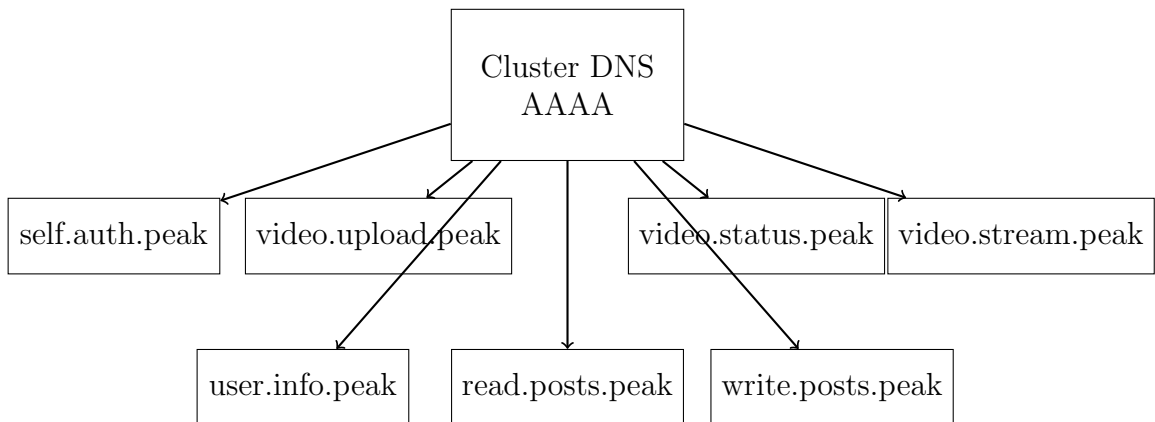 Cluster DNS
AAAA
self.auth.peak
video.upload.peak
video.status.peak
video.stream.peak
user.info.peak
read.posts.peak
write.posts.peak